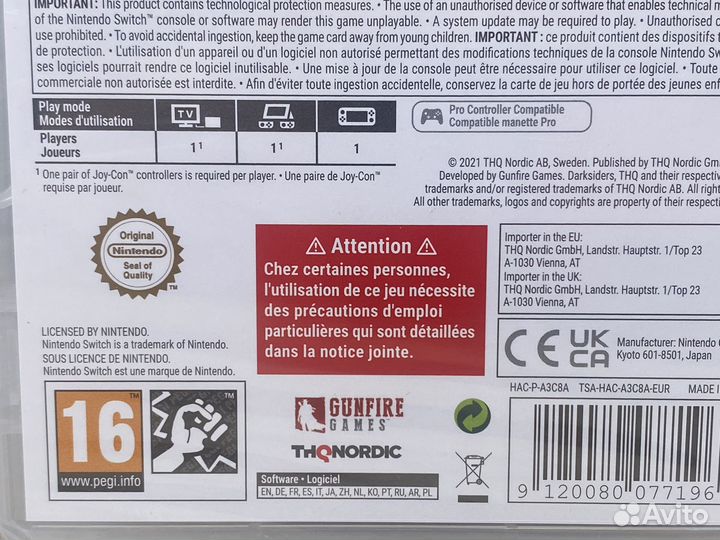 IMPORTANT: This product contains technological protection measures. • The use of an unauthorised device or software that enables technical m
of the Nintendo Switch™ console or software may render this game unplayable. • A system update may be required to play. • Unauthorised c
use prohibited. • To avoid accidental ingestion, keep the game card away from young children. IMPORTANT : ce produit contient des dispositifs t
de protection. • L'utilisation d'un appareil ou d'un logiciel non autorisé permettant des modifications techniques de la console Nintendo Sw
ses logiciels pourrait rendre ce logiciel inutilisable. • Une mise à jour de la console peut être nécessaire pour utiliser ce logiciel. • Toute
commerciale non autorisée est interdite. • Afin d'éviter toute ingestion accidentelle, conservez la carte de jeu hors de portée des jeunes enf
Play mode
Modes d'utilisation
TV
Players
Joueurs
1¹ 1¹ 1
Pro Controller Compatible
Compatible manette Pro
¹ One pair of Joy-Con™ controllers is required per player. • Une paire de Joy-Con™
requise par joueur.
© 2021 THQ Nordic AB, Sweden. Published by THQ Nordic Gm
Developed by Gunfire Games. Darksiders, THQ and their respectiv
trademarks and/or registered trademarks of THQ Nordic AB. All
All other trademarks, logos and copyrights are property of their respectiv
Original
Nintendo
Seal of
Quality
™
⚠ Attention ⚠
Chez certaines personnes,
l'utilisation de ce jeu nécessite
des précautions d'emploi
particulières qui sont détaillées
dans la notice jointe.
Importer in the EU:
THQ Nordic GmbH, Landstr. Hauptstr. 1/Top 23
A-1030 Vienna, AT
Importer in the UK:
THQ Nordic GmbH, Landstr. Hauptstr. 1/Top 23
A-1030 Vienna, AT
LICENSED BY NINTENDO.
Nintendo Switch is a trademark of Nintendo.
SOUS LICENCE DE NINTENDO.
Nintendo Switch est une marque de Nintendo.
CE
UK
CA
Manufacturer: Nintendo C
Kyoto 601-8501, Japan
HAC-P-A3C8A TSA-HAC-A3C8A-EUR MADE I
16
™
www.pegi.info
™
GUNFIRE
GAMES™
THQNORDIC
Software • Logiciel
EN, DE, FR, ES, IT, JA, ZH, NL, KO, PT, RU, AR, PL
9 120080 077196
Avito